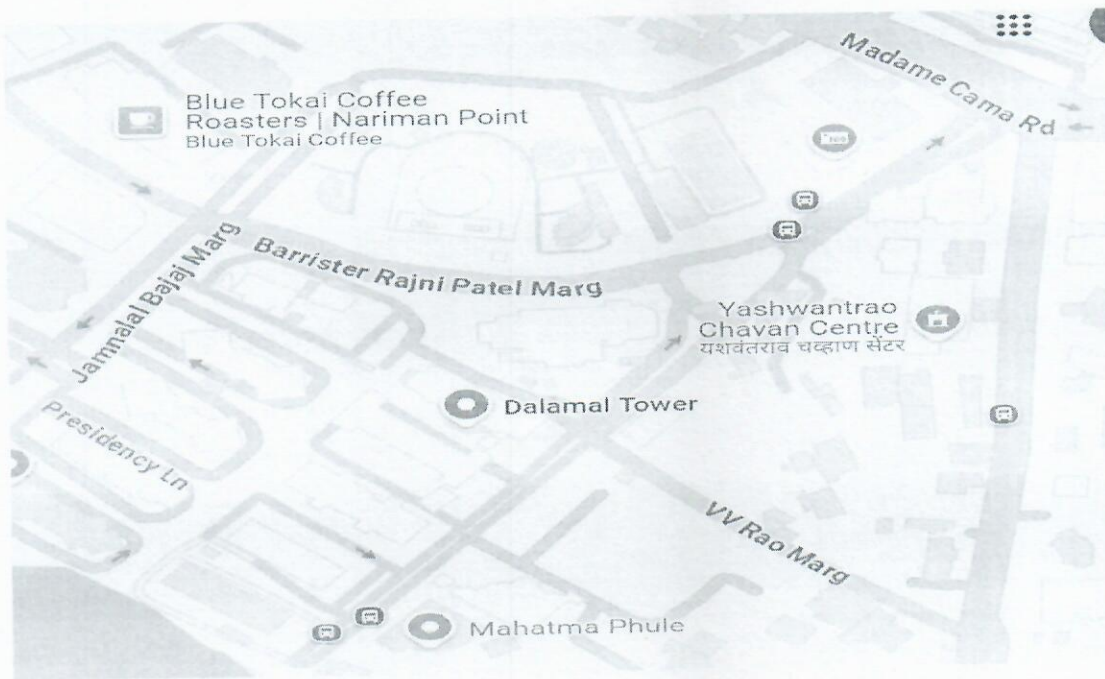 Madame Cama Rd
Blue Tokai Coffee
Roasters | Nariman Point
Blue Tokai Coffee
Jamnalal Bajaj Marg
Barrister Rajni Patel Marg
Yashwantrao
Chavan Centre
यशवंतराव चव्हाण सेंटर
Dalamal Tower
Presidency Ln
VV Rao Marg
Mahatma Phule